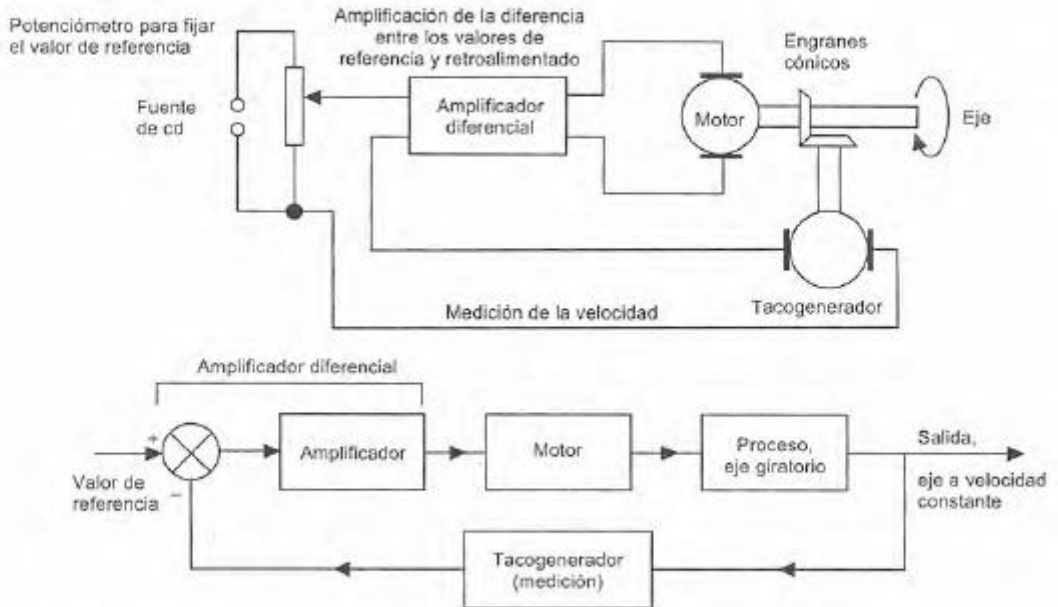 Potenciómetro para fijar
el valor de referencia
Amplificación de la diferencia
entre los valores de
referencia y retroalimentado
Engranes
cónicos
Fuente
de cd
Amplificador
diferencial
Motor
Eje
Tacogenerador
Medición de la velocidad
Amplificador diferencial
+
Valor de
referencia
−
Amplificador
Motor
Proceso,
eje giratorio
Salida,
eje a velocidad
constante
Tacogenerador
(medición)